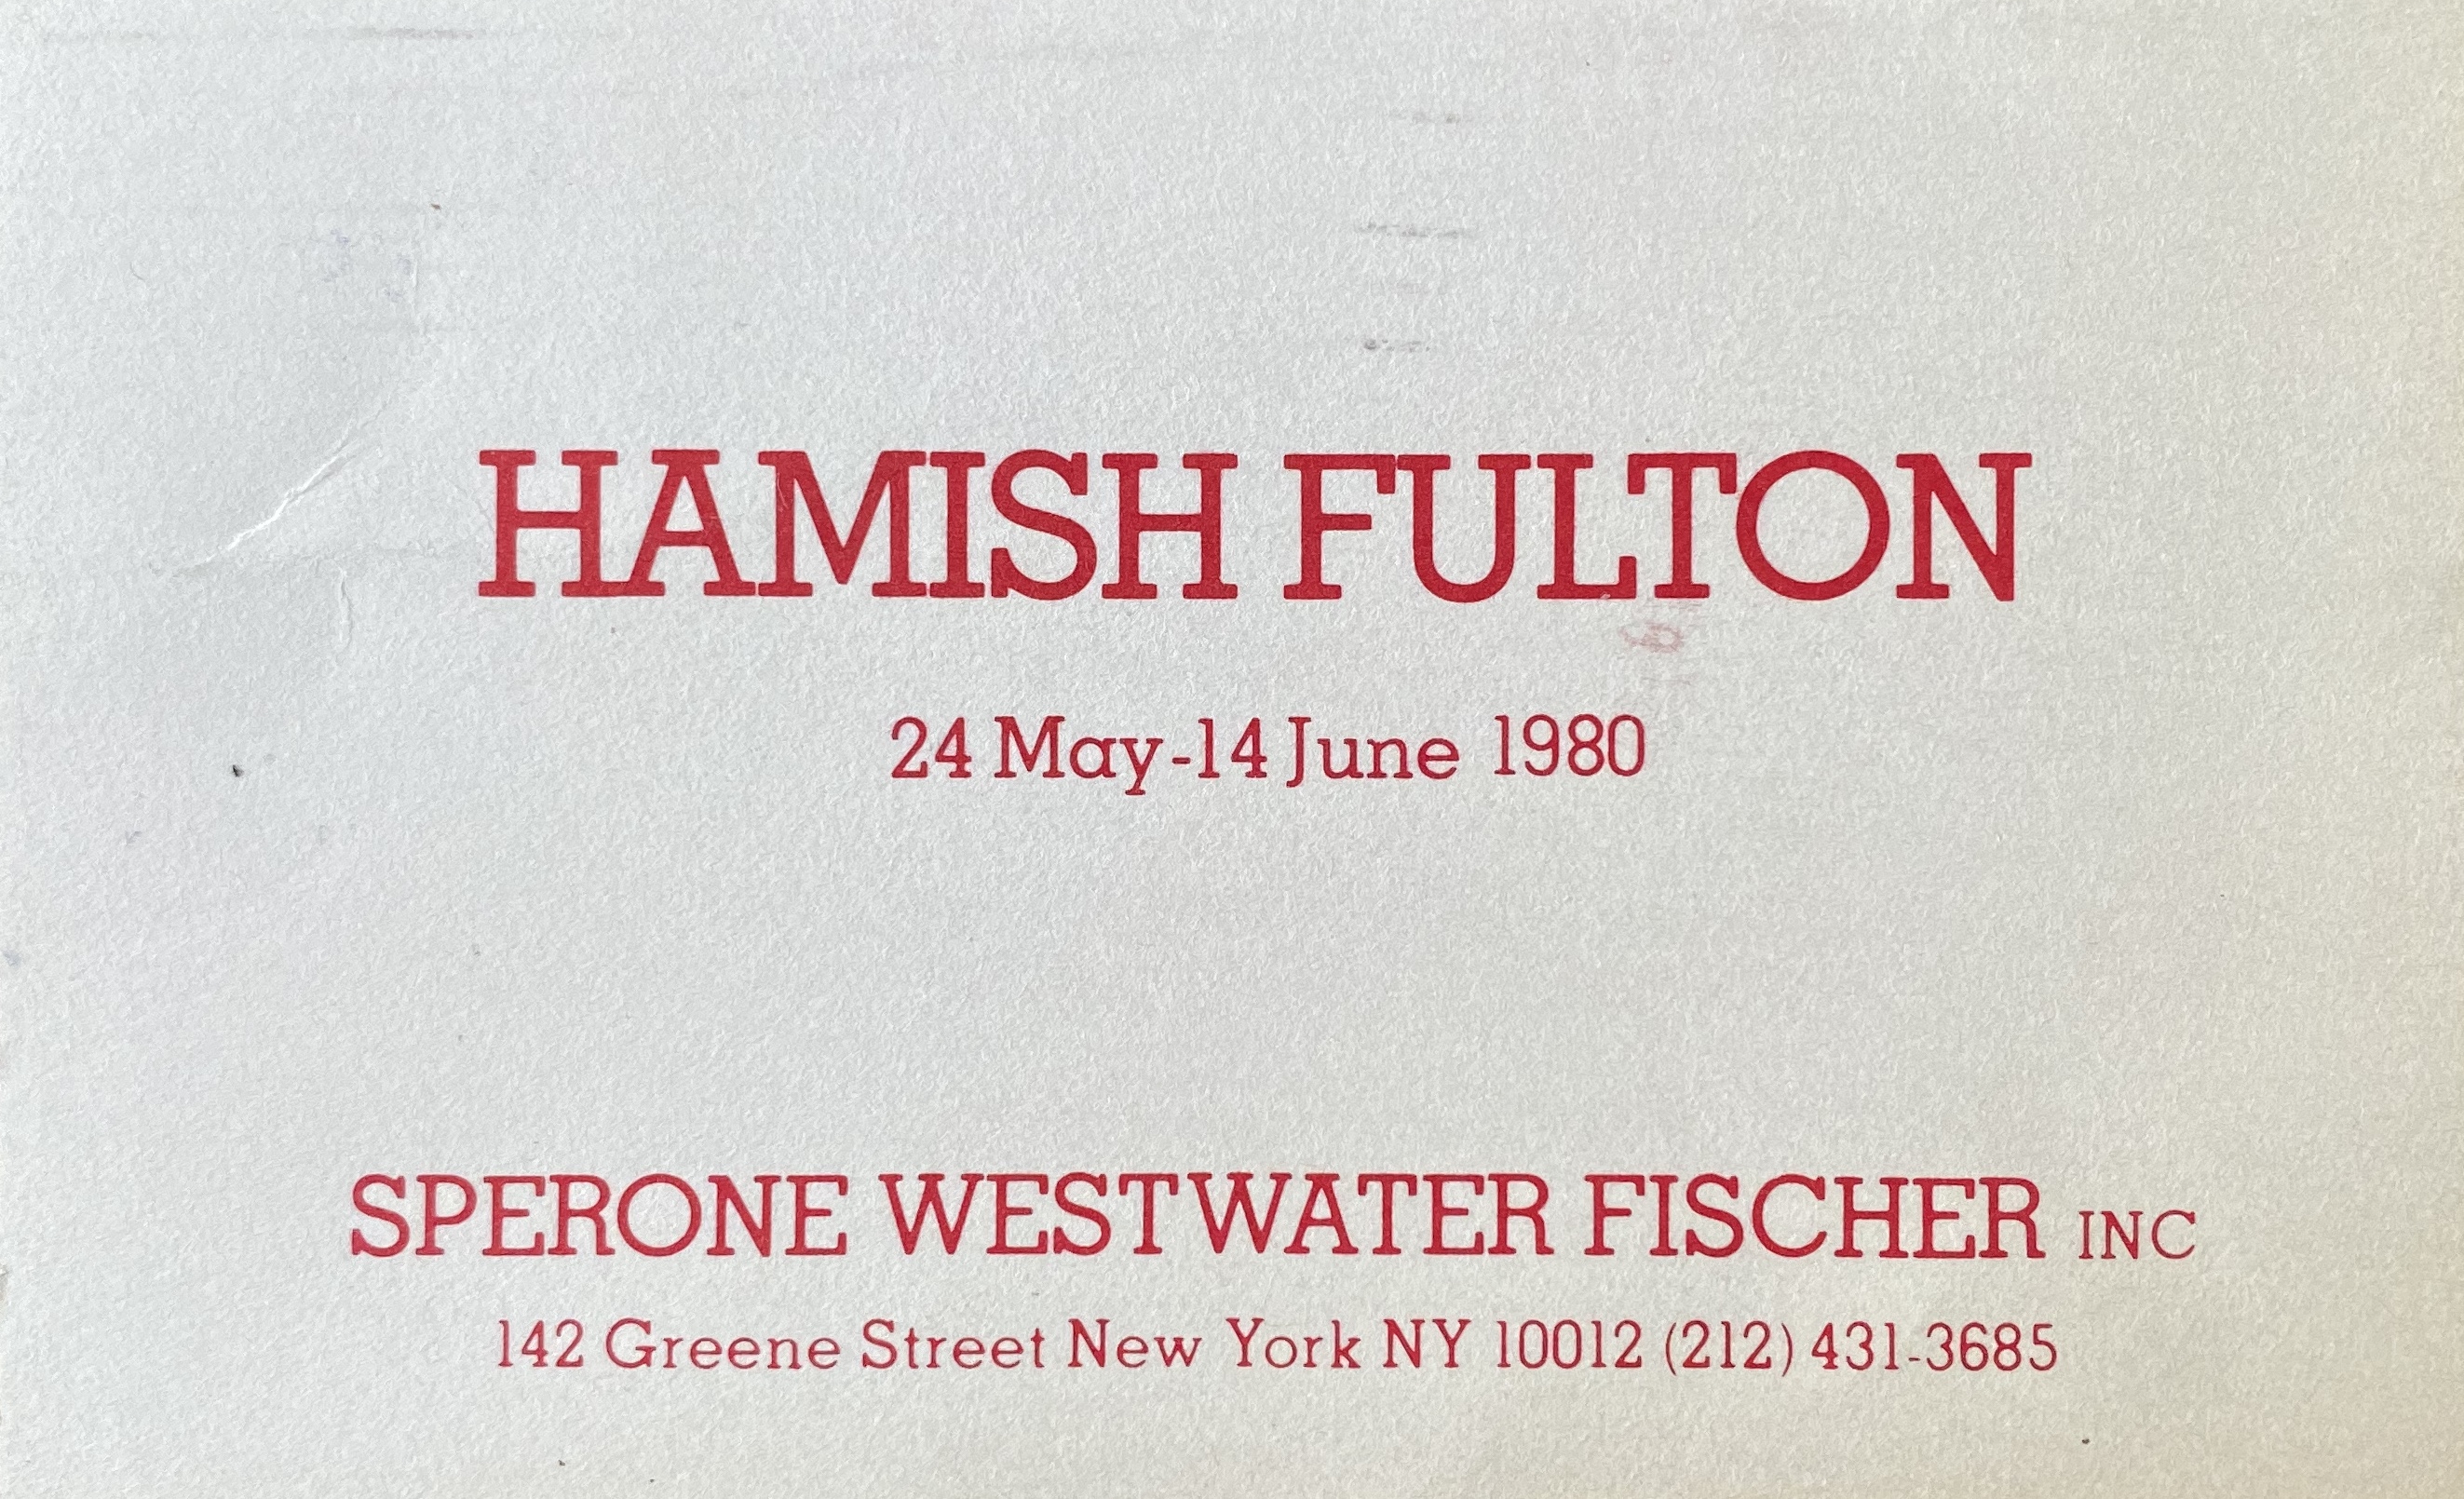 HAMISH FULTON
24 May-14 June 1980
SPERONE WESTWATER FISCHER INC
142 Greene Street New York NY 10012 (212) 431-3685